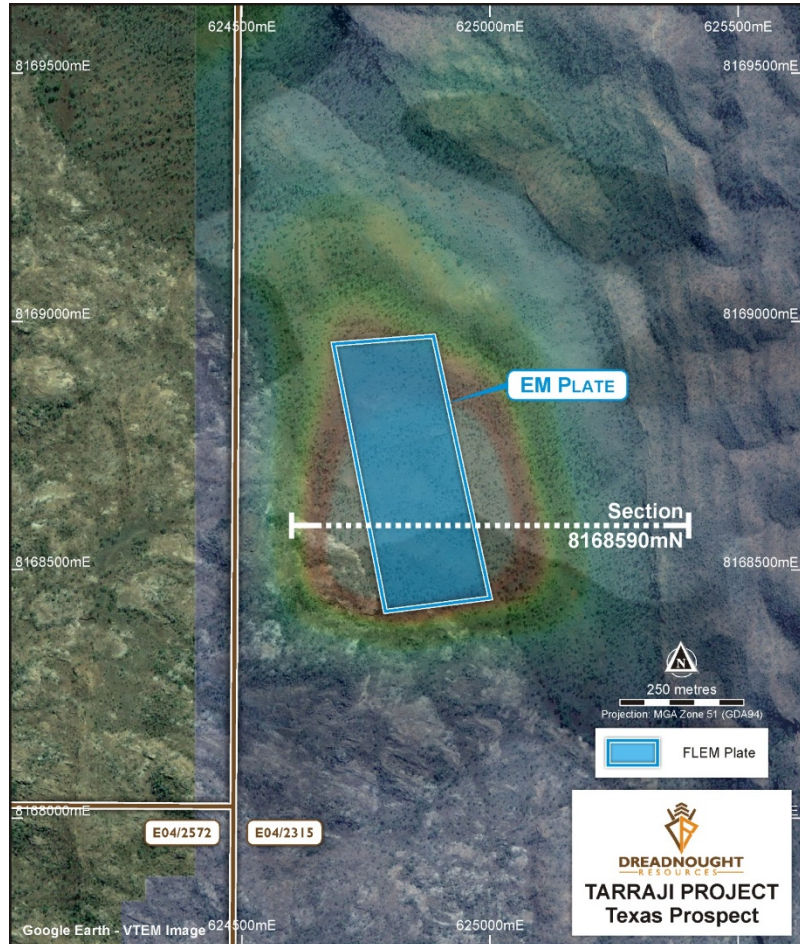 624500mE
625000mE
625500mE
8169500mE
8169500mE
8169000mE
8169000mE
EM PLATE
Section
8168590mN
8168500mE
8168500mE
N
250 metres
Projection: MGA Zone 51 (GDA94)
FLEM Plate
8168000mE
E04/2572
E04/2315
DREADNOUGHT
RESOURCES
TARRAJI PROJECT
Texas Prospect
Google Earth - VTEM Image
624500mE
625000mE